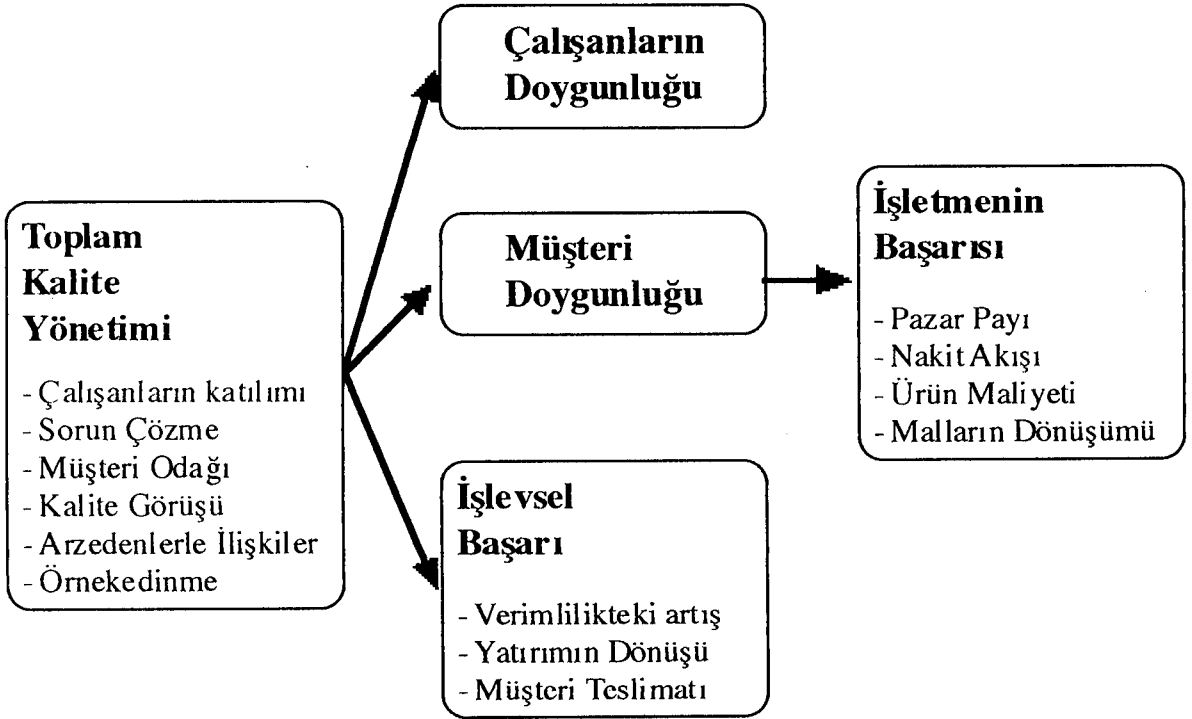 Çalışanların
Doygunluğu
Toplam
Kalite
Yönetimi
- Çalışanların katılımı
- Sorun Çözme
- Müşteri Odağı
- Kalite Görüşü
- Arzedenlerle İlişkiler
- Örnekedinme
Müşteri
Doygunluğu
İşlevsel
Başarı
- Verimlilikteki artış
- Yatırımın Dönüşü
- Müşteri Teslimatı
İşletmenin
Başarısı
- Pazar Payı
- Nakit Akışı
- Ürün Maliyeti
- Malların Dönüşümü